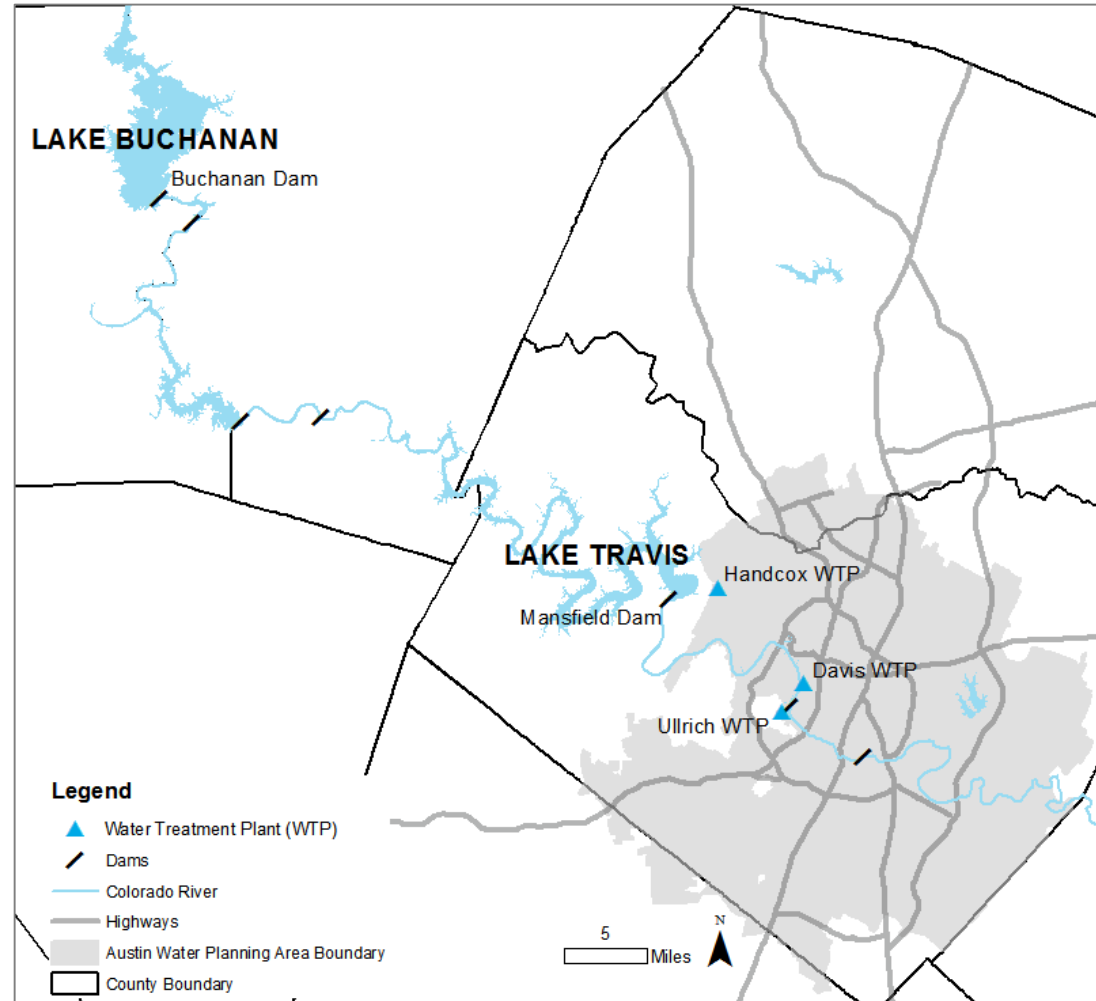 LAKE BUCHANAN
Buchanan Dam
LAKE TRAVIS
Handcox WTP
Mansfield Dam
Davis WTP
Ullrich WTP
Legend
Water Treatment Plant (WTP)
Dams
Colorado River
Highways
Austin Water Planning Area Boundary
County Boundary
5
Miles
N